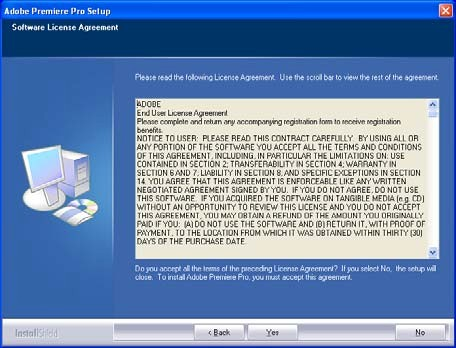 Adobe Premiere Pro Setup
Software License Agreement
Please read the following License Agreement. Use the scroll bar to view the rest of the agreement.
ADOBE
End User License Agreement
Please complete and return any accompanying registration form to receive registration
benefits.
NOTICE TO USER: PLEASE READ THIS CONTRACT CAREFULLY. BY USING ALL OR
ANY PORTION OF THE SOFTWARE YOU ACCEPT ALL THE TERMS AND CONDITIONS
OF THIS AGREEMENT, INCLUDING, IN PARTICULAR THE LIMITATIONS ON: USE
CONTAINED IN SECTION 2; TRANSFERABILITY IN SECTION 4; WARRANTY IN
SECTION 6 AND 7; LIABILITY IN SECTION 8; AND SPECIFIC EXCEPTIONS IN SECTION
14. YOU AGREE THAT THIS AGREEMENT IS ENFORCEABLE LIKE ANY WRITTEN
NEGOTIATED AGREEMENT SIGNED BY YOU. IF YOU DO NOT AGREE, DO NOT USE
THIS SOFTWARE. IF YOU ACQUIRED THE SOFTWARE ON TANGIBLE MEDIA (e.g. CD)
WITHOUT AN OPPORTUNITY TO REVIEW THIS LICENSE AND YOU DO NOT ACCEPT
THIS AGREEMENT, YOU MAY OBTAIN A REFUND OF THE AMOUNT YOU ORIGINALLY
PAID IF YOU: (A) DO NOT USE THE SOFTWARE AND (B) RETURN IT, WITH PROOF OF
PAYMENT, TO THE LOCATION FROM WHICH IT WAS OBTAINED WITHIN THIRTY (30)
DAYS OF THE PURCHASE DATE.
Do you accept all the terms of the preceding License Agreement? If you select No, the setup will
close. To install Adobe Premiere Pro, you must accept this agreement.
InstallShield
< Back Yes No